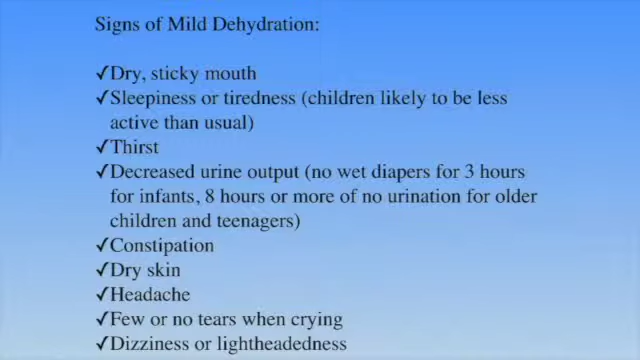 Signs of Mild Dehydration:
✓Dry, sticky mouth
✓Sleepiness or tiredness (children likely to be less
active than usual)
✓Thirst
✓Decreased urine output (no wet diapers for 3 hours
for infants, 8 hours or more of no urination for older
children and teenagers)
✓Constipation
✓Dry skin
✓Headache
✓Few or no tears when crying
✓Dizziness or lightheadedness